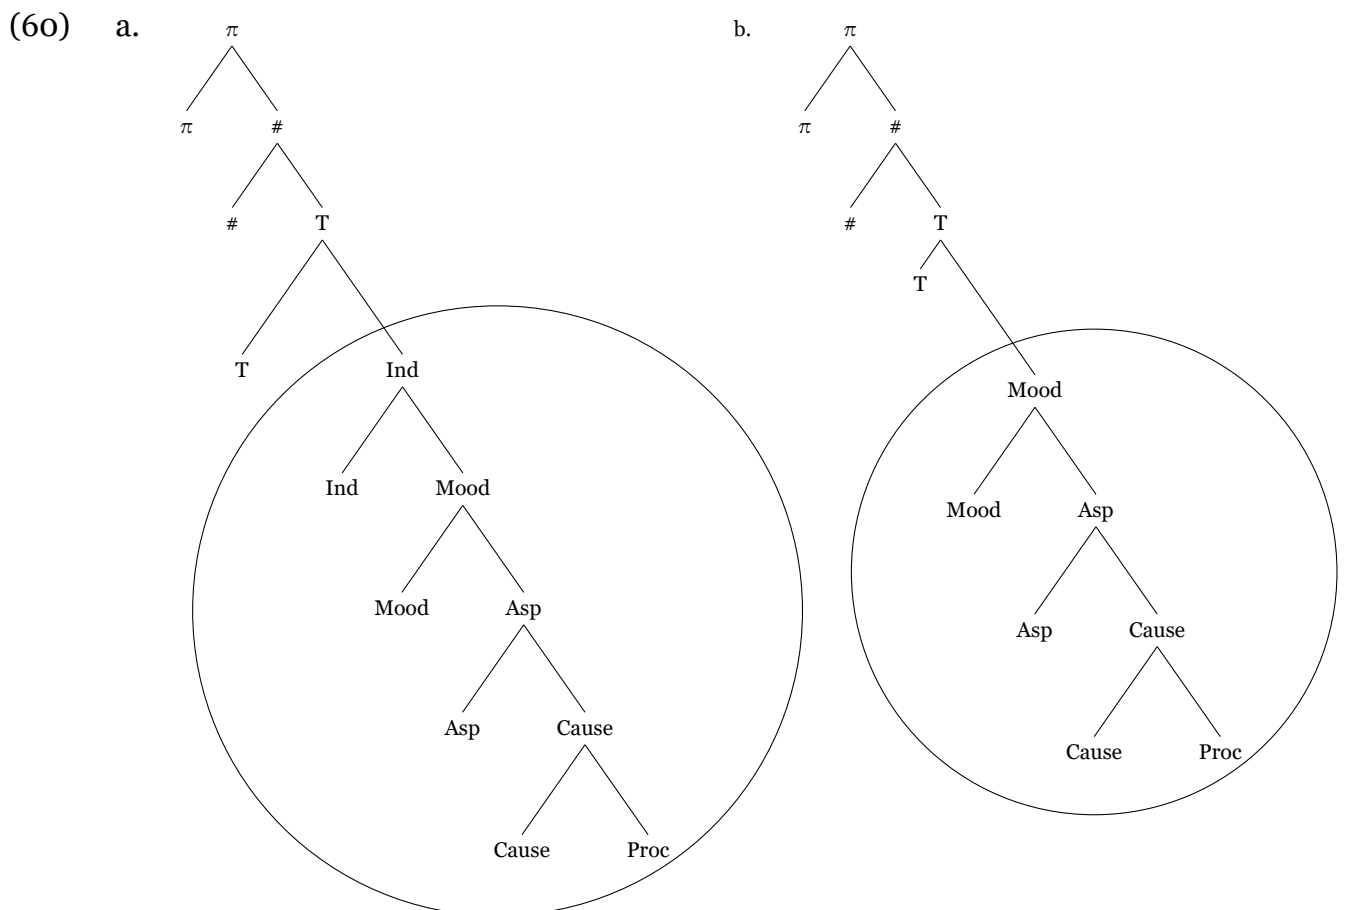 (60) a.
π
π #
# T
T Ind
Ind Mood
Mood Asp
Asp Cause
Cause Proc
b.
π
π #
# T
T
Mood
Mood Asp
Asp Cause
Cause Proc